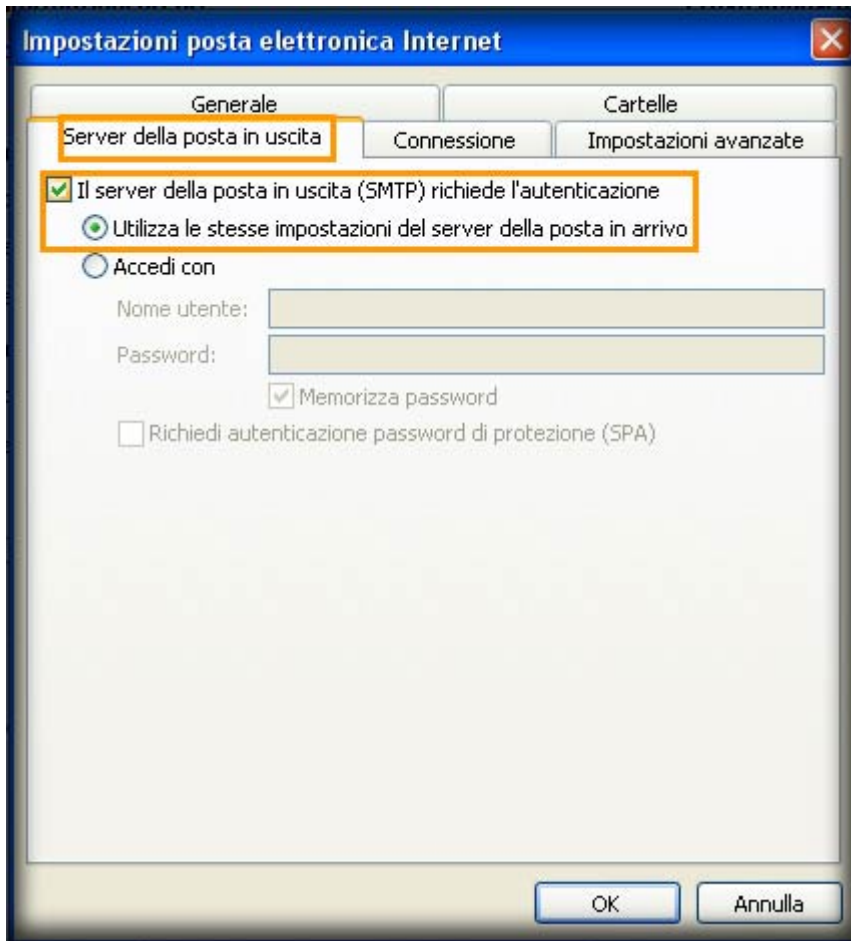 Impostazioni posta elettronica Internet
Generale
Cartelle
Server della posta in uscita
Connessione
Impostazioni avanzate
Il server della posta in uscita (SMTP) richiede l'autenticazione
Utilizza le stesse impostazioni del server della posta in arrivo
Accedi con
Nome utente:
Password:
Memorizza password
Richiedi autenticazione password di protezione (SPA)
OK
Annulla